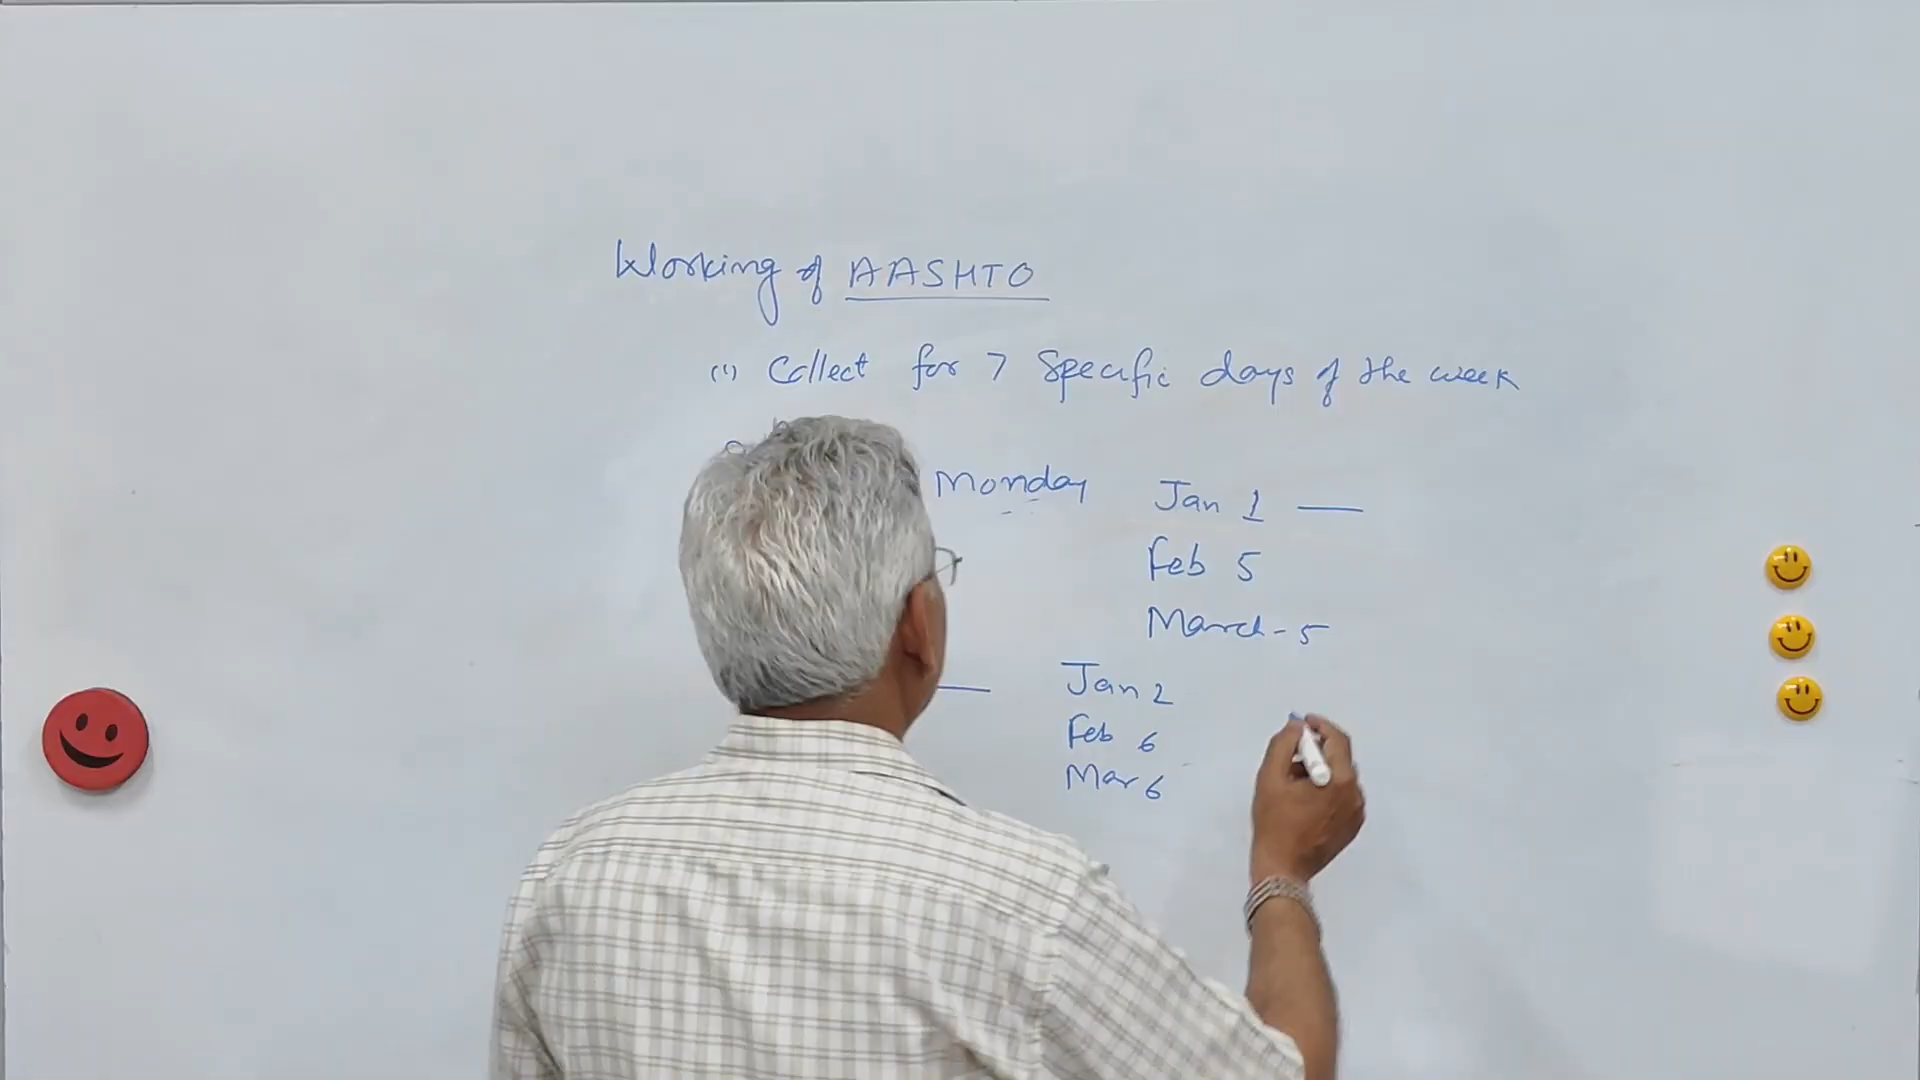 Working of AASHTO
(1) Collect for 7 Specific days of the week
Monday Jan 1 —
Feb 5
March - 5
— Jan 2
Feb 6
Mar 6